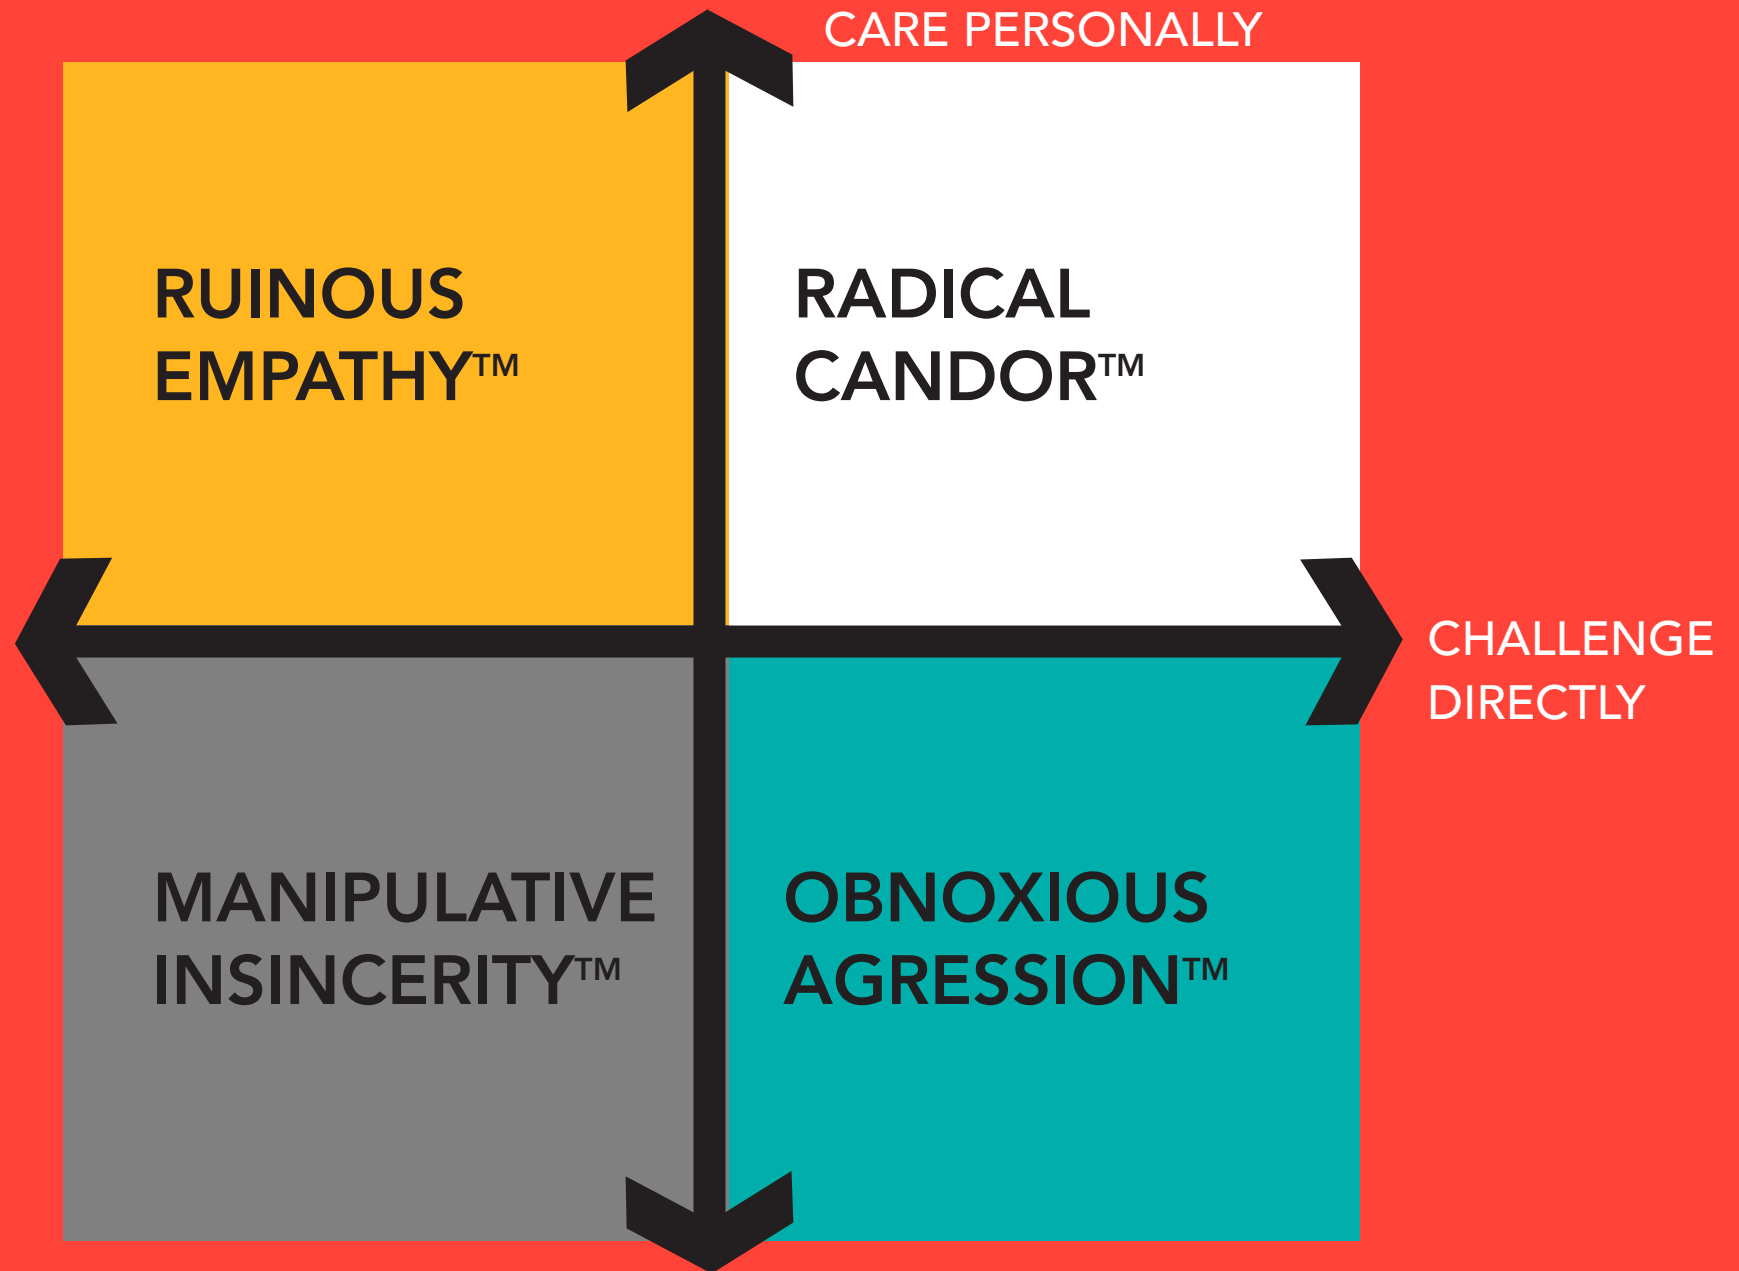 CARE PERSONALLY
RUINOUS
EMPATHY™
RADICAL
CANDOR™
CHALLENGE
DIRECTLY
MANIPULATIVE
INSINCERITY™
OBNOXIOUS
AGRESSION™